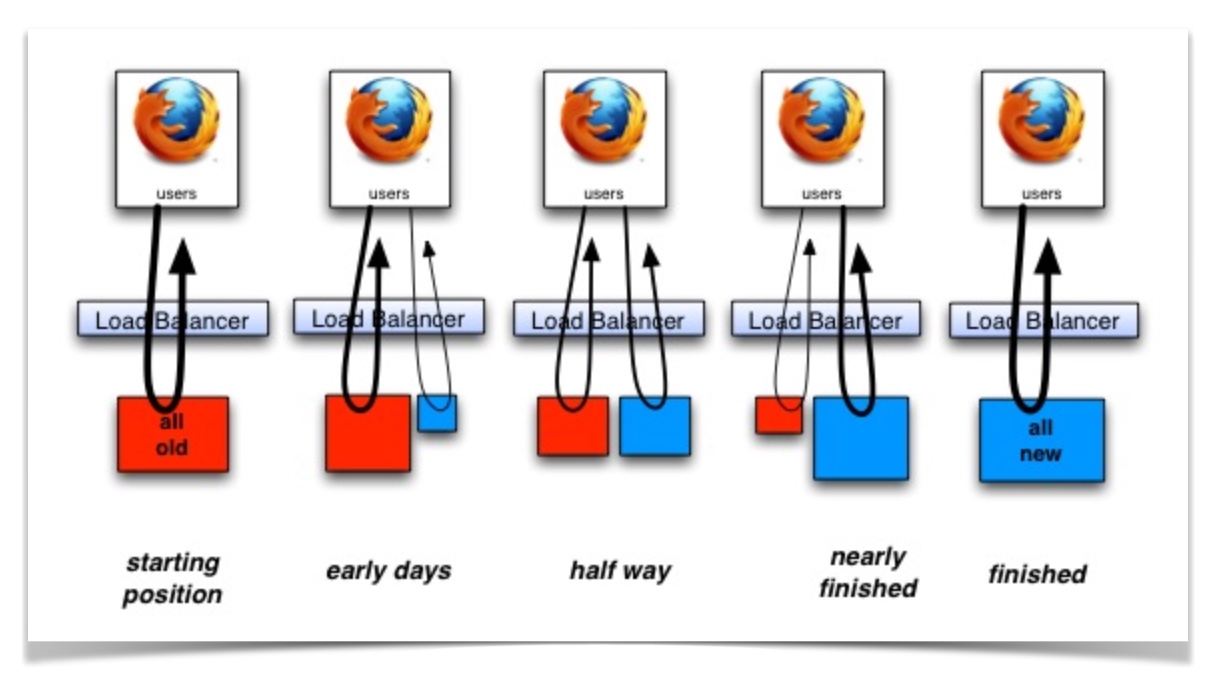 users
users
users
users
users
Load Balancer
Load Balancer
Load Balancer
Load Balancer
Load Balancer
all
old
all
new
starting
position
early days
half way
nearly
finished
finished